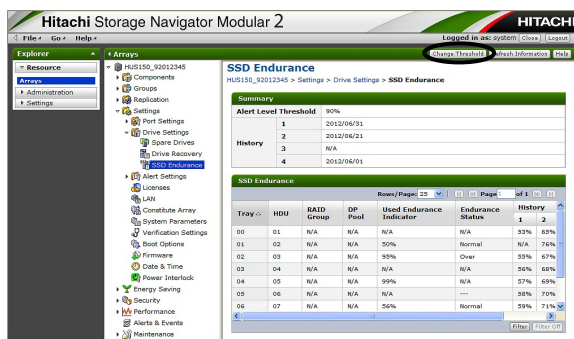 Hitachi Storage Navigator Modular 2
HITACHI
File Go Help
Logged in as: system Close Logout
Explorer
Arrays
Change Threshold Refresh Information Help
Resource
Arrays
Administration
Settings
HUS150_92012345
Components
Groups
Replication
Settings
Port Settings
Drive Settings
Spare Drives
Drive Recovery
SSD Endurance
Alert Settings
Licenses
LAN
Constitute Array
System Parameters
Verification Settings
Boot Options
Firmware
Date & Time
Power Interlock
Energy Saving
Security
Performance
Alerts & Events
Maintenance
SSD Endurance
HUS150_92012345 > Settings > Drive Settings > SSD Endurance
Summary
Alert Level Threshold 90%
History
1 2012/06/31
2 2012/06/21
3 N/A
4 2012/06/01
SSD Endurance
Rows/Page: 25 Page 1 of 1
Tray HDU RAID Group DP Pool Used Endurance Indicator Endurance Status History 1 2
00 01 N/A N/A N/A N/A 53% 65%
01 02 N/A N/A 50% Normal N/A 76%
02 03 N/A N/A 95% Over 55% 67%
03 04 N/A N/A N/A N/A 56% 68%
04 05 N/A N/A 99% N/A 57% 69%
05 06 N/A N/A N/A --- 58% 70%
06 07 N/A N/A 56% Normal 59% 71%
Filter Filter Off